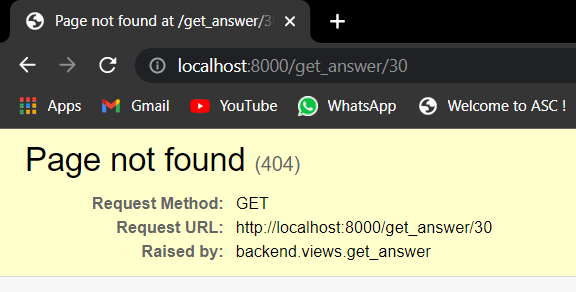 Page not found at /get_answer/3
localhost:8000/get_answer/30
Apps Gmail YouTube WhatsApp Welcome to ASC !
Page not found (404)
Request Method: GET
Request URL: http://localhost:8000/get_answer/30
Raised by: backend.views.get_answer